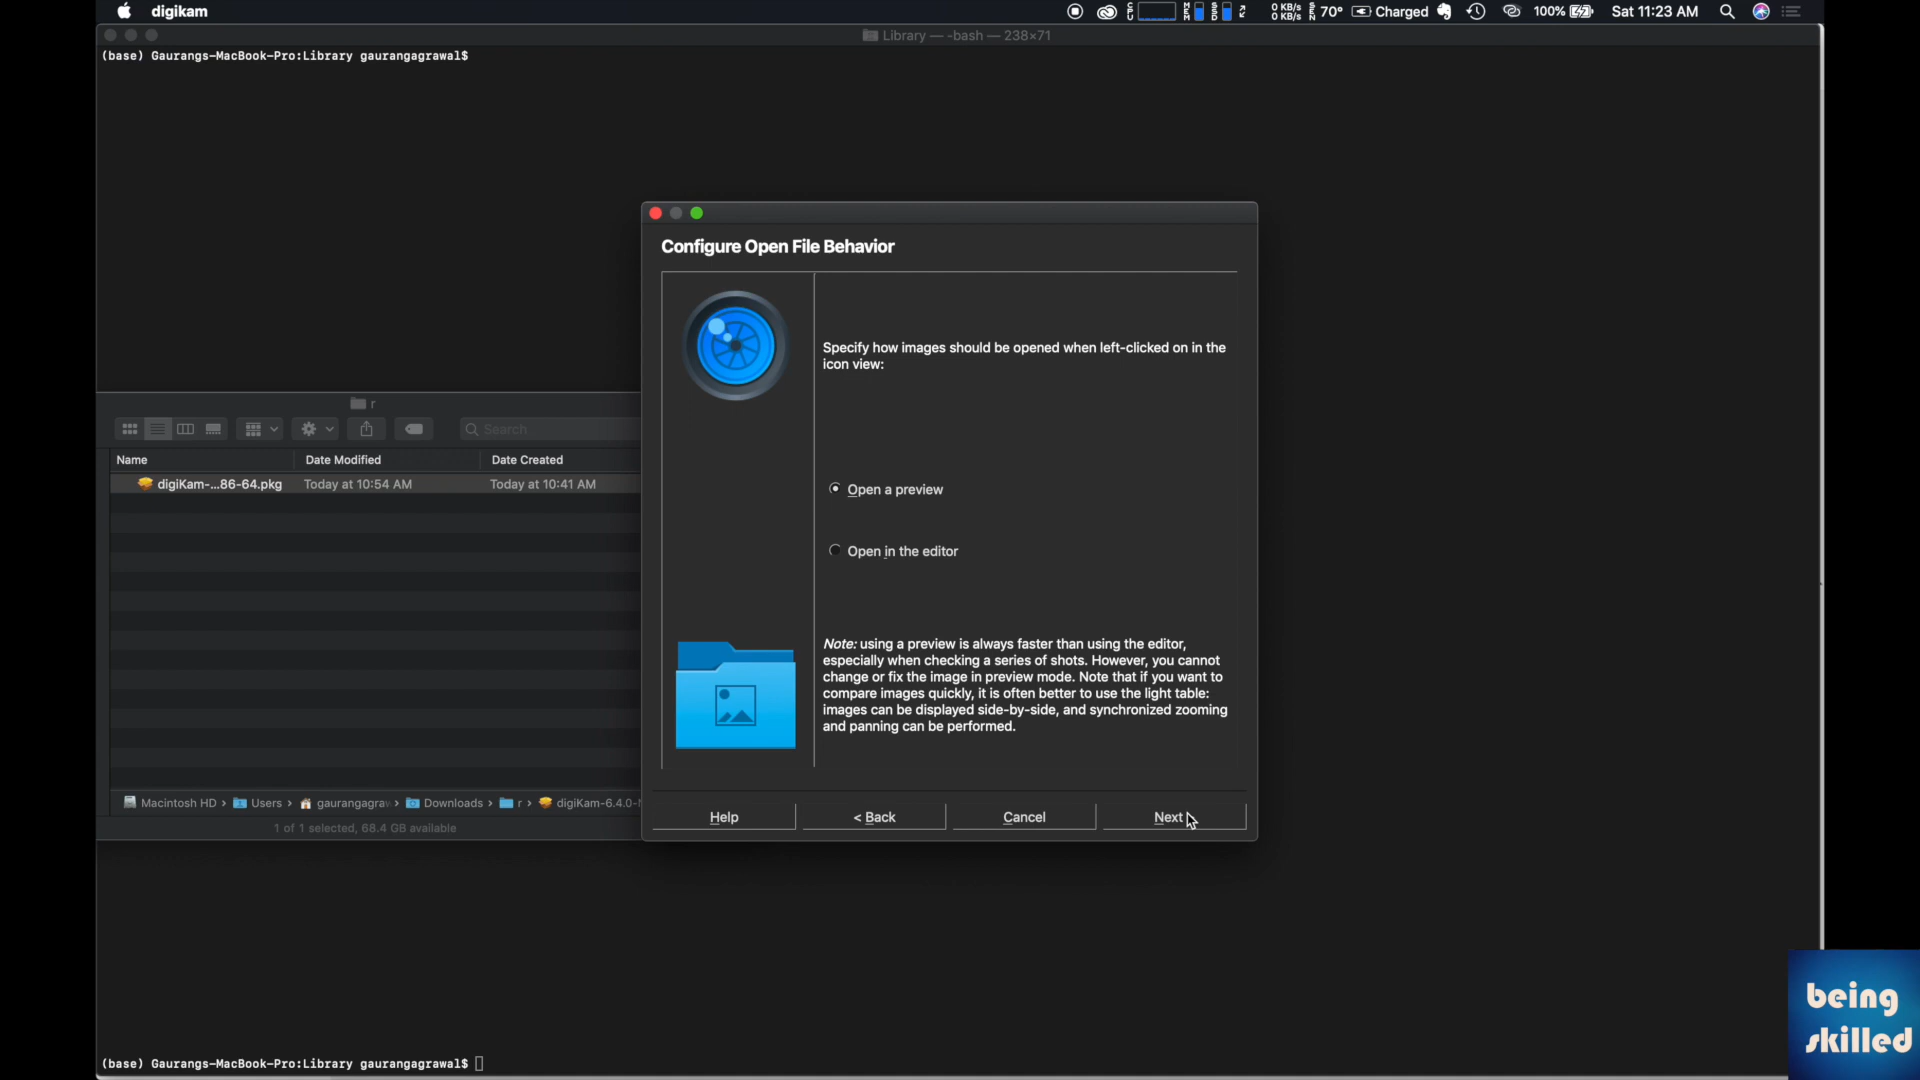 digikam
0 KB/s
0 KB/s
70° Charged 100% Sat 11:23 AM
Library — -bash — 238×71
(base) Gaurangs-MacBook-Pro:Library gaurangagrawal$
Configure Open File Behavior
Specify how images should be opened when left-clicked on in the
icon view:
r
Search
Name Date Modified Date Created
digiKam-...86-64.pkg Today at 10:54 AM Today at 10:41 AM
Open a preview
Open in the editor
Note: using a preview is always faster than using the editor,
especially when checking a series of shots. However, you cannot
change or fix the image in preview mode. Note that if you want to
compare images quickly, it is often better to use the light table:
images can be displayed side-by-side, and synchronized zooming
and panning can be performed.
Macintosh HD › Users › gaurangagraw › Downloads › r › digiKam-6.4.0-
1 of 1 selected, 68.4 GB available
Help < Back Cancel Next
being
skilled
(base) Gaurangs-MacBook-Pro:Library gaurangagrawal$